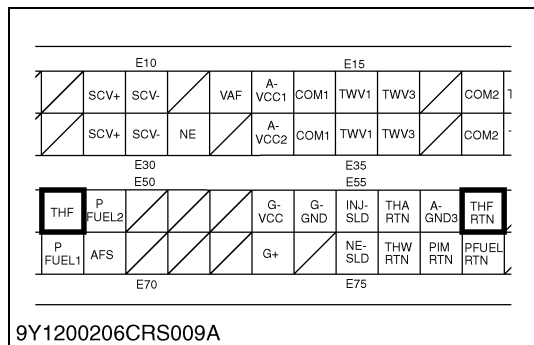 E10 E15
SCV+ SCV- VAF A-VCC1 COM1 TWV1 TWV3 COM2
SCV+ SCV- NE A-VCC2 COM1 TWV1 TWV3 COM2
E30 E35
E50 E55
THF P FUEL2 G-VCC G-GND INJ-SLD THA RTN A-GND3 THF RTN
P FUEL1 AFS G+ NE-SLD THW RTN PIM RTN PFUEL RTN
E70 E75
9Y1200206CRS009A